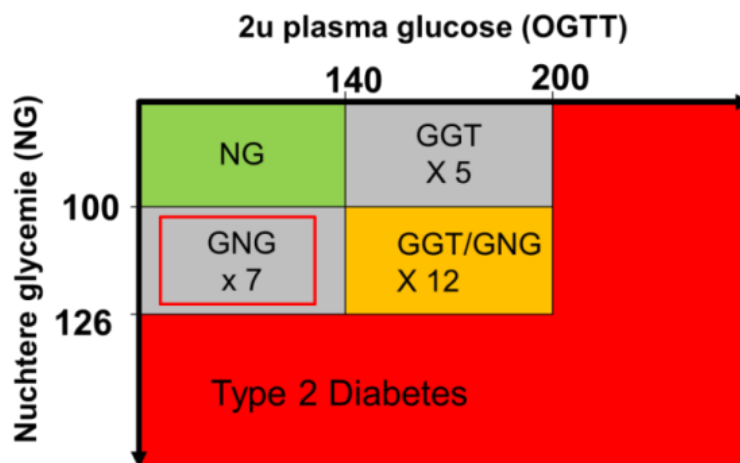 2u plasma glucose (OGTT)
140
200
Nuchtere glycemie (NG)
NG
GGT
X 5
100
GNG
x 7
GGT/GNG
X 12
126
Type 2 Diabetes